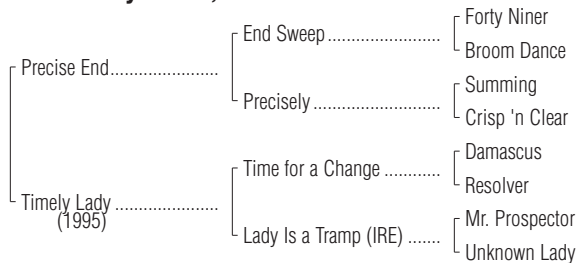 Forty Niner
End Sweep
Broom Dance
Precise End
Summing
Precisely
Crisp 'n Clear
Damascus
Time for a Change
Resolver
Timely Lady
(1995)
Mr. Prospector
Lady Is a Tramp (IRE)
Unknown Lady